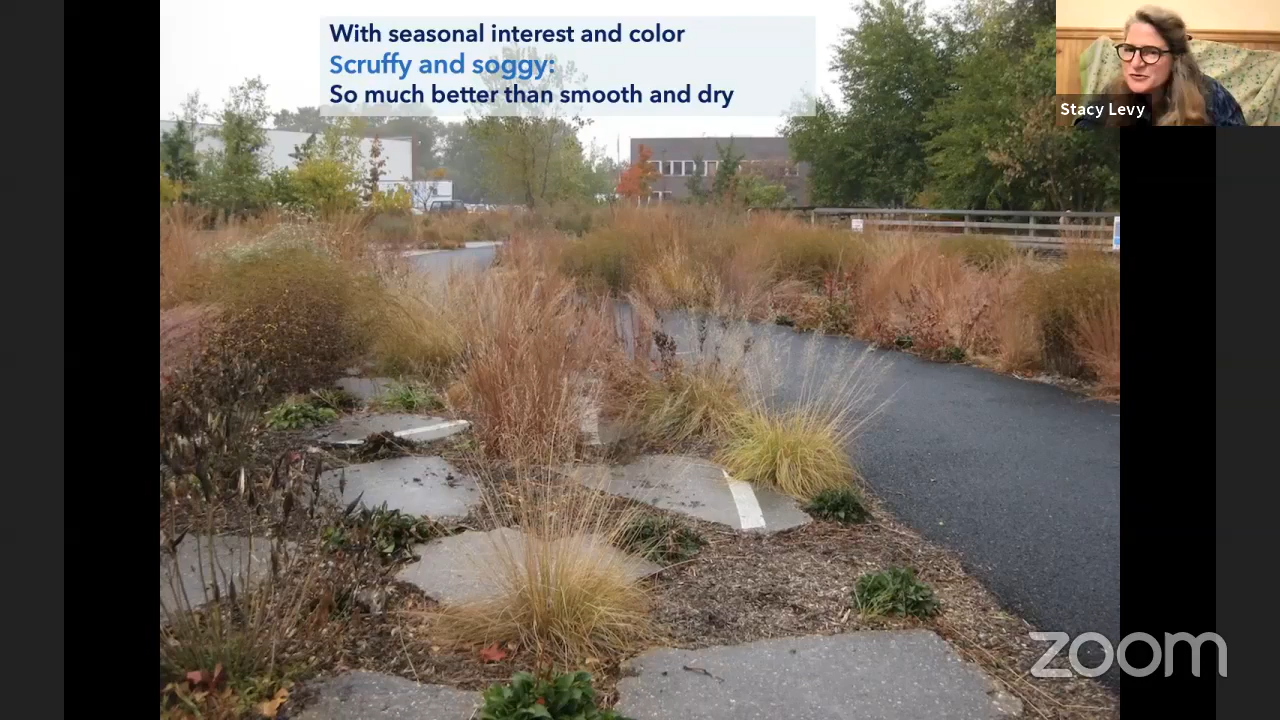 With seasonal interest and color
Scruffy and soggy:
So much better than smooth and dry
Stacy Levy
zoom